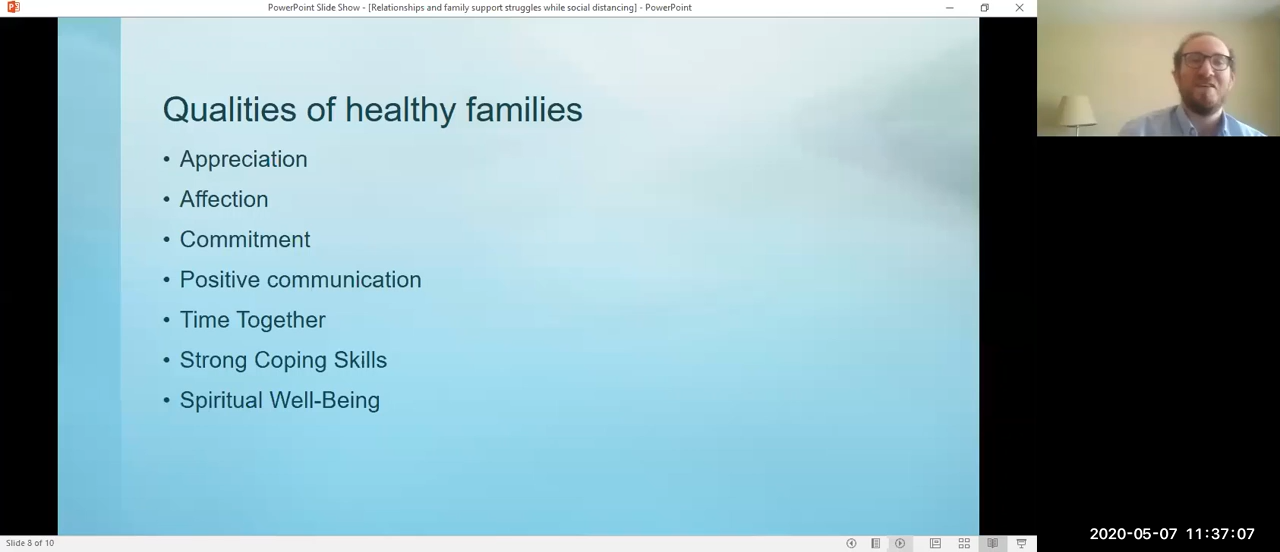 PowerPoint Slide Show - [Relationships and family support struggles while social distancing] - PowerPoint
Qualities of healthy families
• Appreciation
• Affection
• Commitment
• Positive communication
• Time Together
• Strong Coping Skills
• Spiritual Well-Being
Slide 8 of 10
2020-05-07 11:37:07